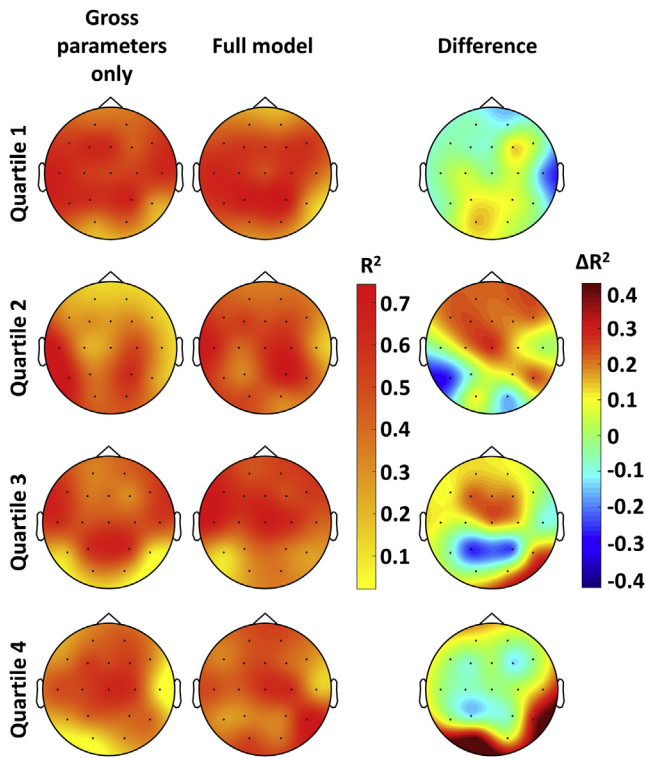 Gross
parameters
only
Full model
Difference
Quartile 1
Quartile 2
Quartile 3
Quartile 4
R²
0.7
0.6
0.5
0.4
0.3
0.2
0.1
ΔR²
0.4
0.3
0.2
0.1
0
-0.1
-0.2
-0.3
-0.4